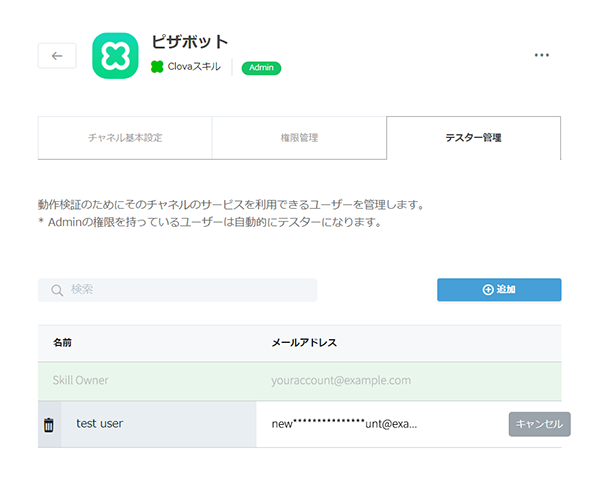 ピザボット
Clovaスキル Admin
チャネル基本設定 権限管理 テスター管理
動作検証のためにそのチャネルのサービスを利用できるユーザーを管理します。
* Adminの権限を持っているユーザーは自動的にテスターになります。
検索 追加
名前 メールアドレス
Skill Owner youraccount@example.com
test user new***************unt@exa... キャンセル